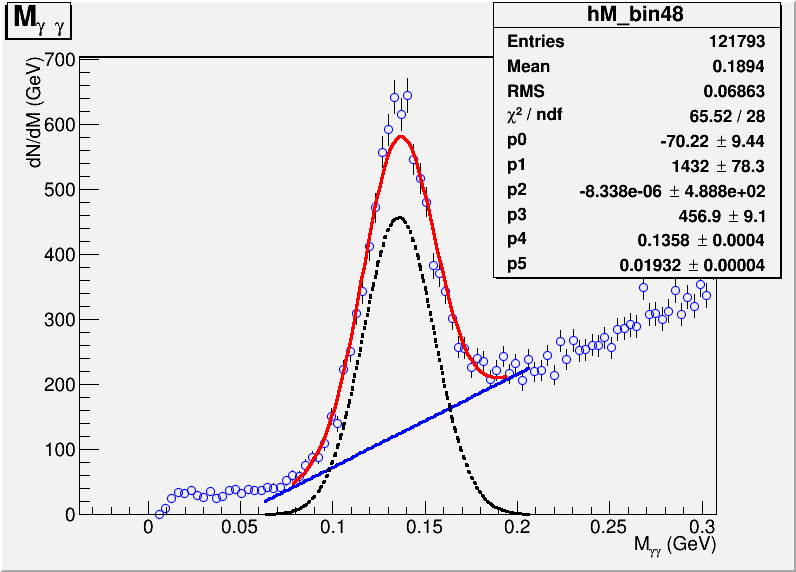 M γ γ
hM_bin48
Entries 121793
Mean 0.1894
RMS 0.06863
χ² / ndf 65.52 / 28
p0 -70.22 ± 9.44
p1 1432 ± 78.3
p2 -8.338e-06 ± 4.888e+02
p3 456.9 ± 9.1
p4 0.1358 ± 0.0004
p5 0.01932 ± 0.00004
dN/dM (GeV)
700
600
500
400
300
200
100
0
0 0.05 0.1 0.15 0.2 0.25 0.3
Mγγ (GeV)